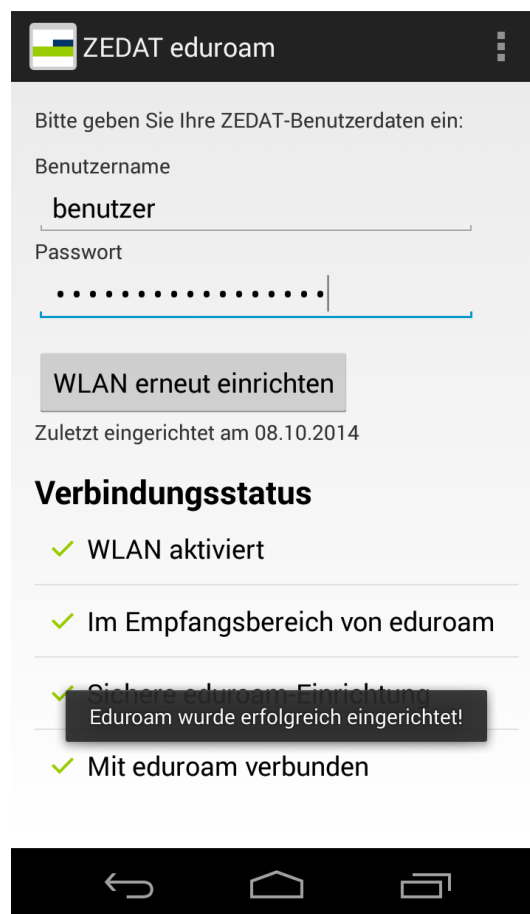 ZEDAT eduroam
Bitte geben Sie Ihre ZEDAT-Benutzerdaten ein:
Benutzername
benutzer
Passwort
•••••••••••••••••
WLAN erneut einrichten
Zuletzt eingerichtet am 08.10.2014
Verbindungsstatus
WLAN aktiviert
Im Empfangsbereich von eduroam
Sichere eduroam-Einrichtung
Eduroam wurde erfolgreich eingerichtet!
Mit eduroam verbunden